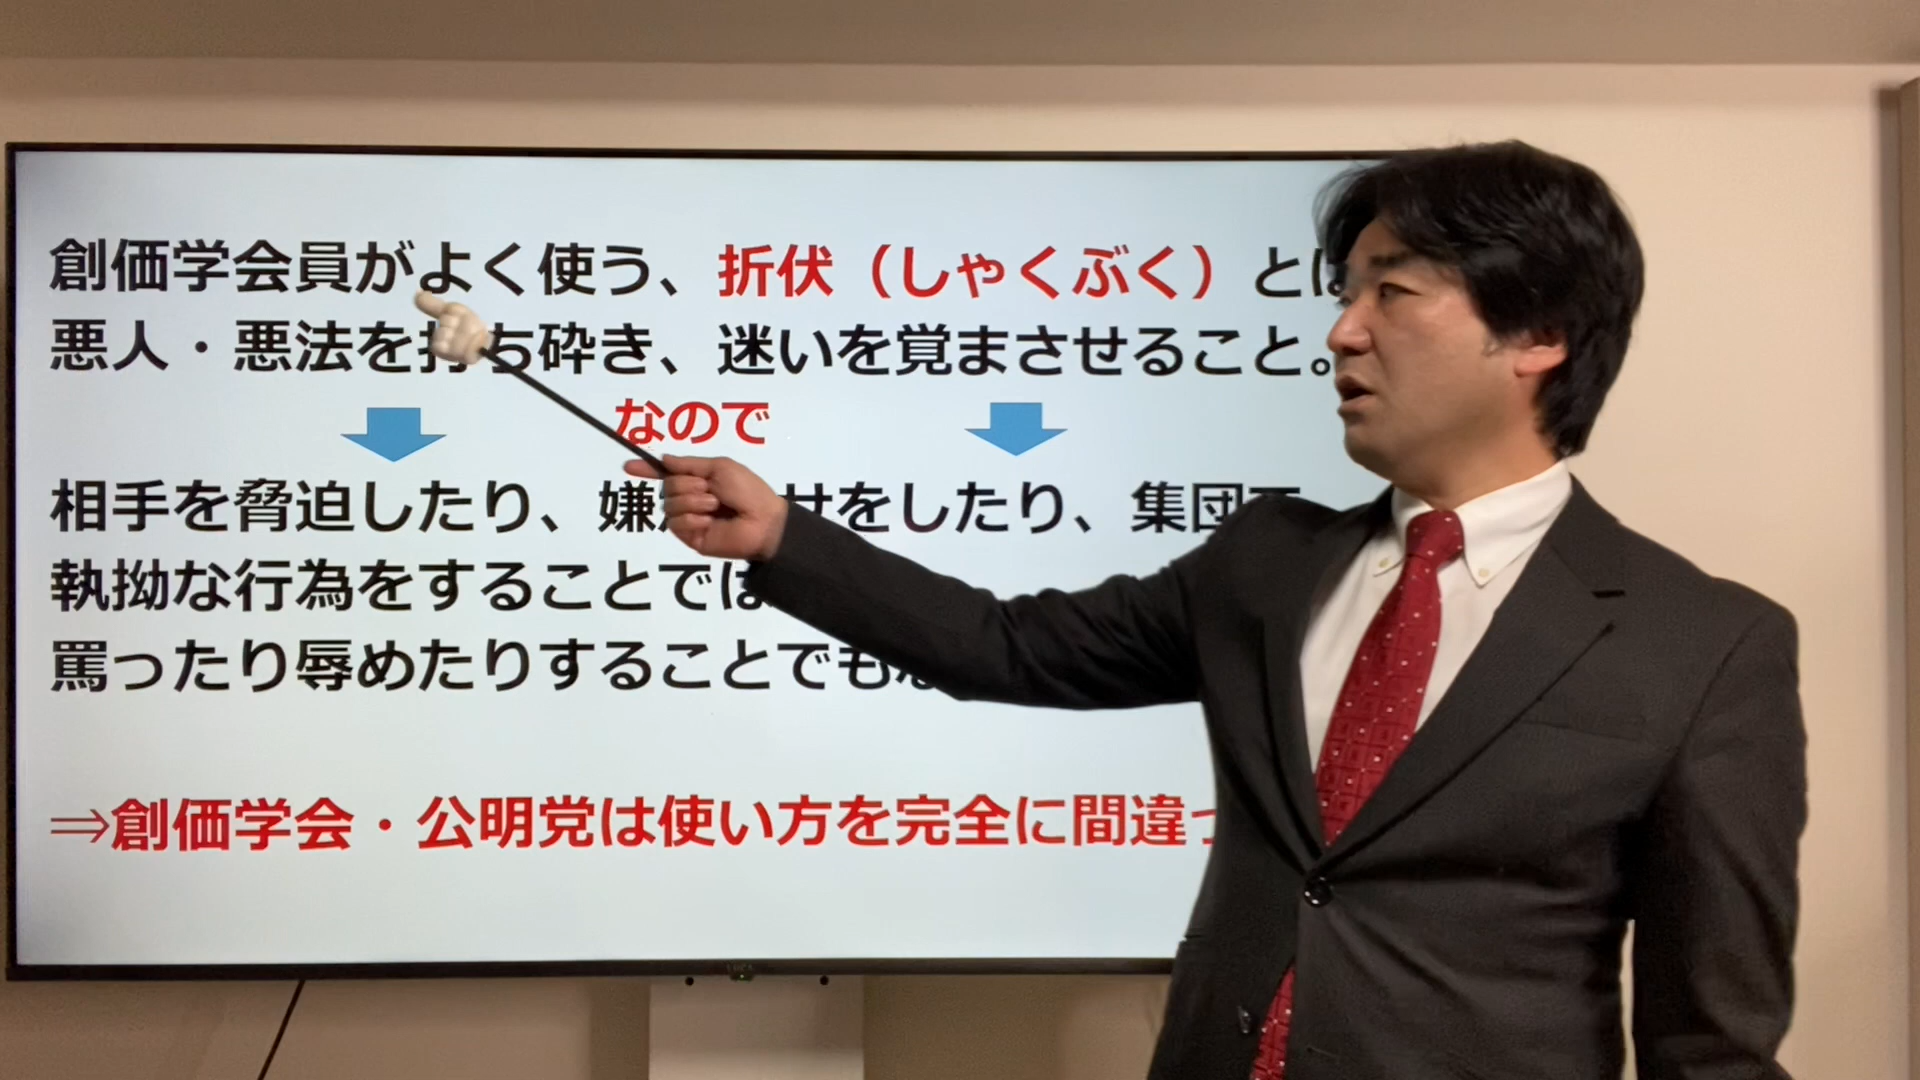 創価学会員がよく使う、折伏（しゃくぶく）と
悪人・悪法を打ち砕き、迷いを覚まさせること。
なので
相手を脅迫したり、嫌がらせをしたり、集団で
執拗な行為をすることでは
罵ったり辱めたりすることでも
⇒創価学会・公明党は使い方を完全に間違っ